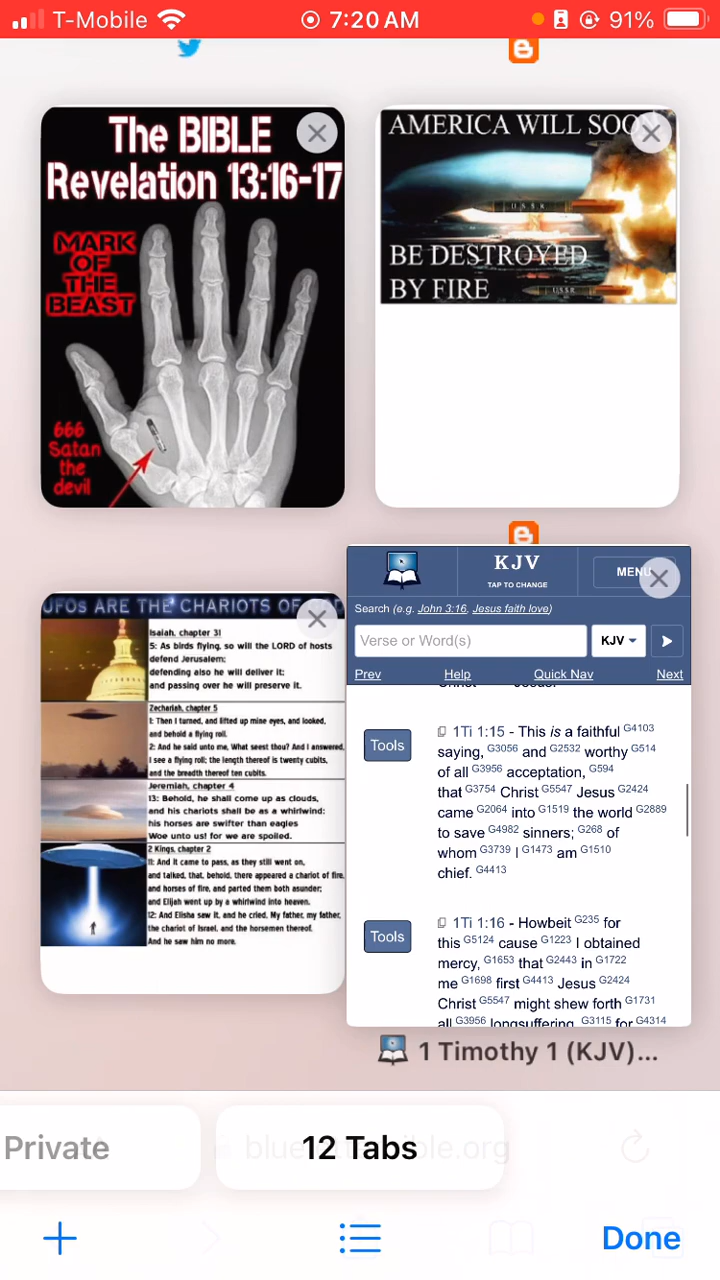 T-Mobile 7:20 AM 91%
The BIBLE
Revelation 13:16-17
MARK
OF
THE
BEAST
666
Satan
the
devil
AMERICA WILL SOON
U S S R
BE DESTROYED
BY FIRE
USSR
UFOs ARE THE CHARIOTS OF
Isaiah, chapter 31
5: As birds flying, so will the LORD of hosts
defend Jerusalem;
defending also he will deliver it;
and passing over he will preserve it.
Zechariah, chapter 5
1: Then I turned, and lifted up mine eyes, and looked,
and behold a flying roll.
2: And he said unto me, What seest thou? And I answered,
I see a flying roll; the length thereof is twenty cubits,
and the breadth thereof ten cubits.
Jeremiah, chapter 4
13: Behold, he shall come up as clouds,
and his chariots shall be as a whirlwind:
his horses are swifter than eagles
Woe unto us! for we are spoiled.
2 Kings, chapter 2
11: And it came to pass, as they still went on,
and talked, that, behold, there appeared a chariot of fire,
and horses of fire, and parted them both asunder;
and Elijah went up by a whirlwind into heaven.
12: And Elisha saw it, and he cried, My father, my father,
the chariot of Israel, and the horsemen thereof.
And he saw him no more.
KJV
TAP TO CHANGE
MENU
Search (e.g. John 3:16, Jesus faith love)
Verse or Word(s) KJV
Prev Help Quick Nav Next
Christ Jesus.
Tools
1Ti 1:15 - This is a faithful G4103
saying, G3056 and G2532 worthy G514
of all G3956 acceptation, G594
that G3754 Christ G5547 Jesus G2424
came G2064 into G1519 the world G2889
to save G4982 sinners; G268 of
whom G3739 I G1473 am G1510
chief. G4413
Tools
1Ti 1:16 - Howbeit G235 for
this G5124 cause G1223 I obtained
mercy, G1653 that G2443 in G1722
me G1698 first G4413 Jesus G2424
Christ G5547 might shew forth G1731
all G3956 longsuffering, G3115 for G4314
1 Timothy 1 (KJV)...
Private
12 Tabs
Done